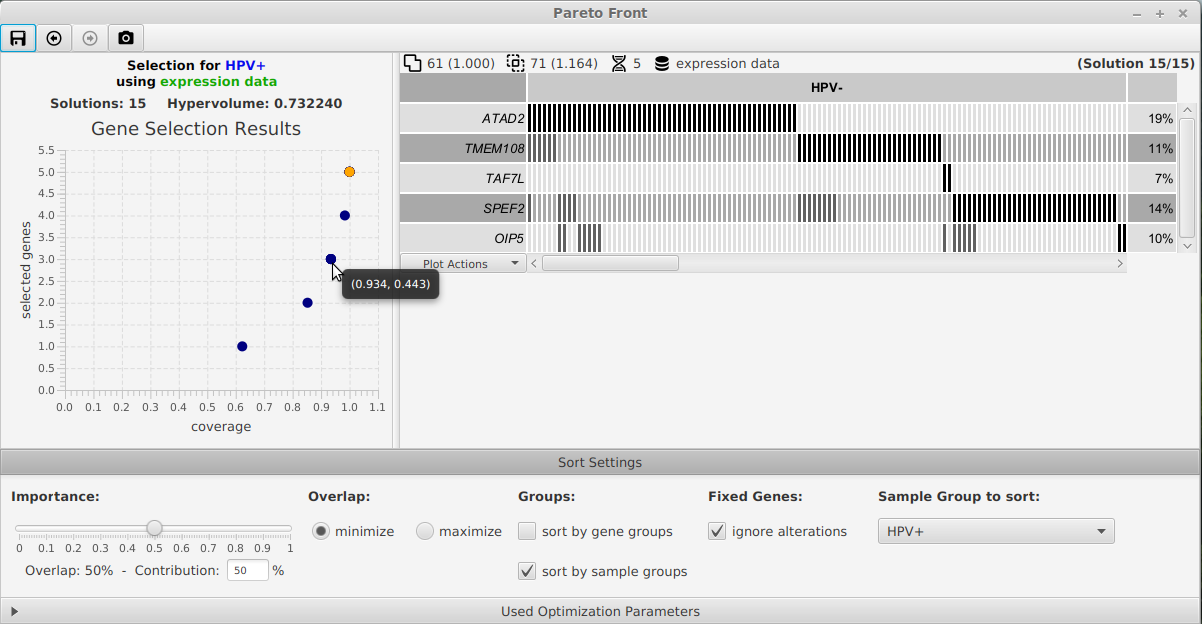 Pareto Front
Selection for HPV+
using expression data
Solutions: 15 Hypervolume: 0.732240
Gene Selection Results
5.5
5.0
4.5
4.0
3.5
3.0
2.5
2.0
1.5
1.0
0.5
0.0
selected genes
0.0 0.1 0.2 0.3 0.4 0.5 0.6 0.7 0.8 0.9 1.0 1.1
coverage
(0.934, 0.443)
61 (1.000) 71 (1.164) 5 expression data (Solution 15/15)
HPV-
ATAD2 19%
TMEM108 11%
TAF7L 7%
SPEF2 14%
OIP5 10%
Plot Actions
Sort Settings
Importance: Overlap: Groups: Fixed Genes: Sample Group to sort:
minimize maximize sort by gene groups ignore alterations HPV+
0 0.1 0.2 0.3 0.4 0.5 0.6 0.7 0.8 0.9 1
Overlap: 50% - Contribution: 50 % sort by sample groups
Used Optimization Parameters